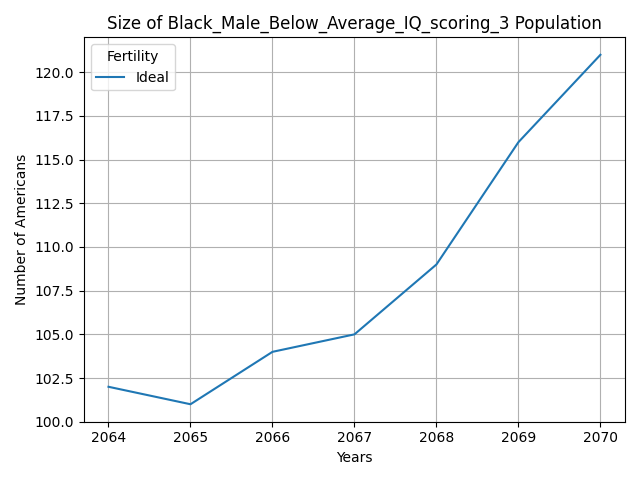 Size of Black_Male_Below_Average_IQ_scoring_3 Population
Fertility
Ideal
Number of Americans
120.0
117.5
115.0
112.5
110.0
107.5
105.0
102.5
100.0
2064 2065 2066 2067 2068 2069 2070
Years